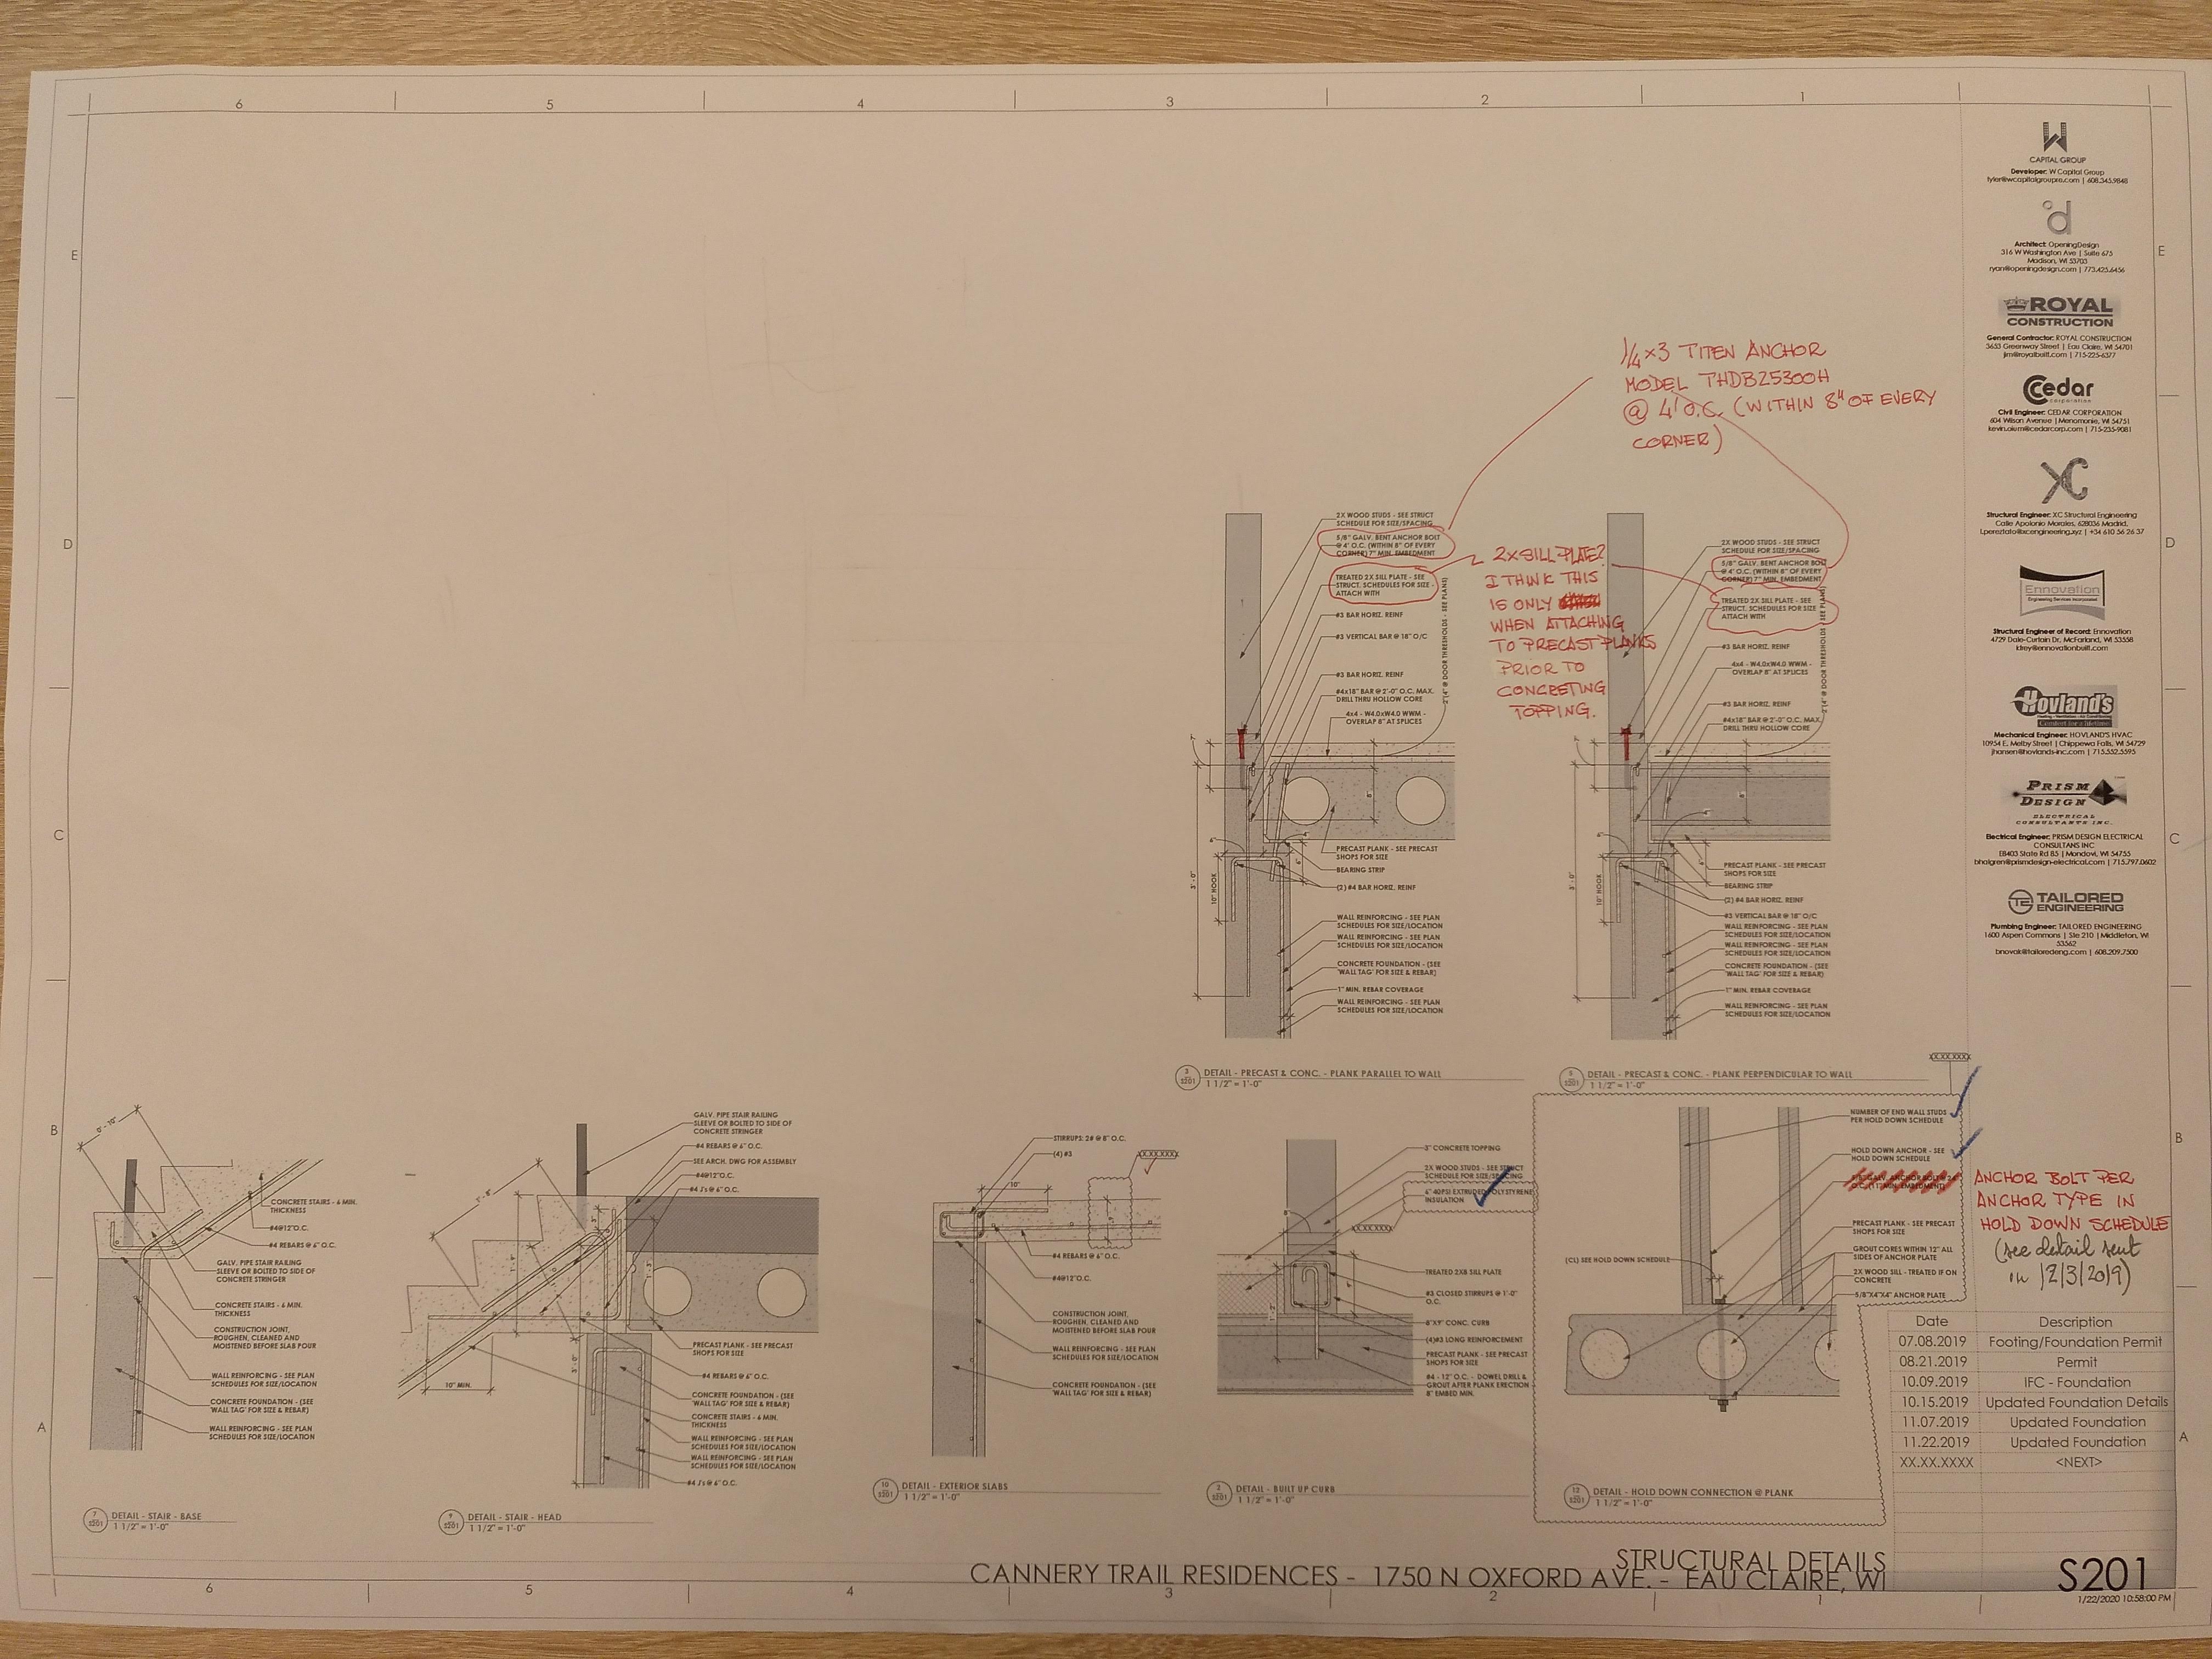 6 5 4 3 2 1
E
D
C
B
A
W
CAPITAL GROUP
Developer: W Capital Group
tyler@wcapitalgroupra.com | 608.345.9848
Architect: OpeningDesign
316 W Washington Ave | Suite 675
Madison, WI 53703
ryan@openingdesign.com | 773.425.6456
ROYAL
CONSTRUCTION
General Contractor: ROYAL CONSTRUCTION
3653 Greenway Street | Eau Claire, WI 54701
jim@royalbuilt.com | 715-225-6377
Cedar
corporation
Civil Engineer: CEDAR CORPORATION
604 Wilson Avenue | Menomonie, WI 54751
kevin.oium@cedarcorp.com | 715-235-9081
XC
Structural Engineer: XC Structural Engineering
Calle Apolonio Morales, 628036 Madrid,
l.pereztato@xcengineering.xyz | +34 610 56 26 37
Ennovation
Engineering Services Incorporated
Structural Engineer of Record: Ennovation
4729 Dale-Curtain Dr, McFarland, WI 53558
kfrey@ennovationbuilt.com
Hovland's
Heating - Ventilation - Air Conditioning
Comfort for a lifetime
Mechanical Engineer: HOVLAND'S HVAC
10954 E. Melby Street | Chippewa Falls, WI 54729
jhansen@hovlands-inc.com | 715.552.5595
PRISM
DESIGN
ELECTRICAL
CONSULTANTS INC.
Electrical Engineer: PRISM DESIGN ELECTRICAL
CONSULTANS INC
E8403 State Rd 85 | Mondovi, WI 54755
bhalgren@prismdesign-electrical.com | 715.797.0602
TE
TAILORED
ENGINEERING
Plumbing Engineer: TAILORED ENGINEERING
1600 Aspen Commons | Ste 210 | Middleton, WI
53562
bnovak@tailoredeng.com | 608.209.7500
1/4 x 3 TITEN ANCHOR
MODEL THDB25300H
@ 4' O.C. (WITHIN 8" OF EVERY
CORNER)
2X WOOD STUDS - SEE STRUCT
SCHEDULE FOR SIZE/SPACING
5/8" GALV. BENT ANCHOR BOLT
@ 4' O.C. (WITHIN 8" OF EVERY
CORNER) 7" MIN. EMBEDMENT
TREATED 2X SILL PLATE - SEE
STRUCT. SCHEDULES FOR SIZE -
ATTACH WITH
#3 BAR HORIZ. REINF
#3 VERTICAL BAR @ 18" O/C
#3 BAR HORIZ. REINF
#4x18" BAR @ 2'-0" O.C. MAX.
DRILL THRU HOLLOW CORE
4x4 - W4.0xW4.0 WWM -
OVERLAP 8" AT SPLICES
2"(4" @ DOOR THRESHOLDS - SEE PLANS)
PRECAST PLANK - SEE PRECAST
SHOPS FOR SIZE
BEARING STRIP
(2) #4 BAR HORIZ. REINF
3' - 0"
10" HOOK
WALL REINFORCING - SEE PLAN
SCHEDULES FOR SIZE/LOCATION
WALL REINFORCING - SEE PLAN
SCHEDULES FOR SIZE/LOCATION
CONCRETE FOUNDATION - (SEE
'WALL TAG' FOR SIZE & REBAR)
1" MIN. REBAR COVERAGE
WALL REINFORCING - SEE PLAN
SCHEDULES FOR SIZE/LOCATION
3
S201
DETAIL - PRECAST & CONC. - PLANK PARALLEL TO WALL
1 1/2" = 1'-0"
2X SILL PLATE?
I THINK THIS
IS ONLY
WHEN ATTACHING
TO PRECAST PLANKS
PRIOR TO
CONCRETING
TOPPING.
2X WOOD STUDS - SEE STRUCT
SCHEDULE FOR SIZE/SPACING
5/8" GALV. BENT ANCHOR BOLT
@ 4' O.C. (WITHIN 8" OF EVERY
CORNER) 7" MIN. EMBEDMENT
TREATED 2X SILL PLATE - SEE
STRUCT. SCHEDULES FOR SIZE
ATTACH WITH
#3 BAR HORIZ. REINF
4x4 - W4.0xW4.0 WWM -
OVERLAP 8" AT SPLICES
#3 BAR HORIZ. REINF
#4x18" BAR @ 2'-0" O.C. MAX.
DRILL THRU HOLLOW CORE
2"(4" @ DOOR THRESHOLDS - SEE PLANS)
PRECAST PLANK - SEE PRECAST
SHOPS FOR SIZE
BEARING STRIP
(2) #4 BAR HORIZ. REINF
#3 VERTICAL BAR @ 18" O/C
3' - 0"
10" HOOK
WALL REINFORCING - SEE PLAN
SCHEDULES FOR SIZE/LOCATION
WALL REINFORCING - SEE PLAN
SCHEDULES FOR SIZE/LOCATION
CONCRETE FOUNDATION - (SEE
'WALL TAG' FOR SIZE & REBAR)
1" MIN. REBAR COVERAGE
WALL REINFORCING - SEE PLAN
SCHEDULES FOR SIZE/LOCATION
S201
DETAIL - PRECAST & CONC. - PLANK PERPENDICULAR TO WALL
1 1/2" = 1'-0"
0' - 10"
CONCRETE STAIRS - 6 MIN.
THICKNESS
#4@12"O.C.
#4 REBARS @ 6" O.C.
GALV. PIPE STAIR RAILING
SLEEVE OR BOLTED TO SIDE OF
CONCRETE STRINGER
CONCRETE STAIRS - 6 MIN.
THICKNESS
CONSTRUCTION JOINT,
ROUGHEN, CLEANED AND
MOISTENED BEFORE SLAB POUR
WALL REINFORCING - SEE PLAN
SCHEDULES FOR SIZE/LOCATION
CONCRETE FOUNDATION - (SEE
'WALL TAG' FOR SIZE & REBAR)
WALL REINFORCING - SEE PLAN
SCHEDULES FOR SIZE/LOCATION
7
S201
DETAIL - STAIR - BASE
1 1/2" = 1'-0"
GALV. PIPE STAIR RAILING
SLEEVE OR BOLTED TO SIDE OF
CONCRETE STRINGER
#4 REBARS @ 6" O.C.
SEE ARCH. DWG FOR ASSEMBLY
#4@12"O.C.
#4 J's @ 6" O.C.
10" MIN.
PRECAST PLANK - SEE PRECAST
SHOPS FOR SIZE
#4 REBARS @ 6" O.C.
CONCRETE FOUNDATION - (SEE
'WALL TAG' FOR SIZE & REBAR)
CONCRETE STAIRS - 6 MIN.
THICKNESS
WALL REINFORCING - SEE PLAN
SCHEDULES FOR SIZE/LOCATION
WALL REINFORCING - SEE PLAN
SCHEDULES FOR SIZE/LOCATION
#4 J's @ 6" O.C.
9
S201
DETAIL - STAIR - HEAD
1 1/2" = 1'-0"
STIRRUPS: 2# @ 8" O.C.
(4) #3
XX.XX.XX
10"
#4 REBARS @ 6" O.C.
#4@12"O.C.
CONSTRUCTION JOINT,
ROUGHEN, CLEANED AND
MOISTENED BEFORE SLAB POUR
WALL REINFORCING - SEE PLAN
SCHEDULES FOR SIZE/LOCATION
CONCRETE FOUNDATION - (SEE
'WALL TAG' FOR SIZE & REBAR)
10
S201
DETAIL - EXTERIOR SLABS
1 1/2" = 1'-0"
3" CONCRETE TOPPING
2X WOOD STUDS - SEE STRUCT
SCHEDULE FOR SIZE/SPACING
4" 40PSI EXTRUDED POLYSTYRENE
INSULATION
XX.XX.XX
TREATED 2X8 SILL PLATE
#3 CLOSED STIRRUPS @ 1'-0"
O.C.
8"X9" CONC. CURB
(4)#3 LONG REINFORCEMENT
PRECAST PLANK - SEE PRECAST
SHOPS FOR SIZE
#4 - 12" O.C. - DOWEL DRILL &
GROUT AFTER PLANK ERECTION
8" EMBED MIN.
2
S201
DETAIL - BUILT UP CURB
1 1/2" = 1'-0"
XX.XX.XX
NUMBER OF END WALL STUDS
PER HOLD DOWN SCHEDULE
HOLD DOWN ANCHOR - SEE
HOLD DOWN SCHEDULE
PRECAST PLANK - SEE PRECAST
SHOPS FOR SIZE
GROUT CORES WITHIN 12" ALL
SIDES OF ANCHOR PLATE
2X WOOD SILL - TREATED IF ON
CONCRETE
5/8"X4"X4" ANCHOR PLATE
(CL) SEE HOLD DOWN SCHEDULE
12
S201
DETAIL - HOLD DOWN CONNECTION @ PLANK
1 1/2" = 1'-0"
ANCHOR BOLT PER
ANCHOR TYPE IN
HOLD DOWN SCHEDULE
(see detail sent
in 12/3/2019)
Date Description
07.08.2019 Footing/Foundation Permit
08.21.2019 Permit
10.09.2019 IFC - Foundation
10.15.2019 Updated Foundation Details
11.07.2019 Updated Foundation
11.22.2019 Updated Foundation
XX.XX.XXXX <NEXT>
STRUCTURAL DETAILS
CANNERY TRAIL RESIDENCES - 1750 N OXFORD AVE. - EAU CLAIRE, WI
S201
1/22/2020 10:58:00 PM
6 5 4 3 2 1